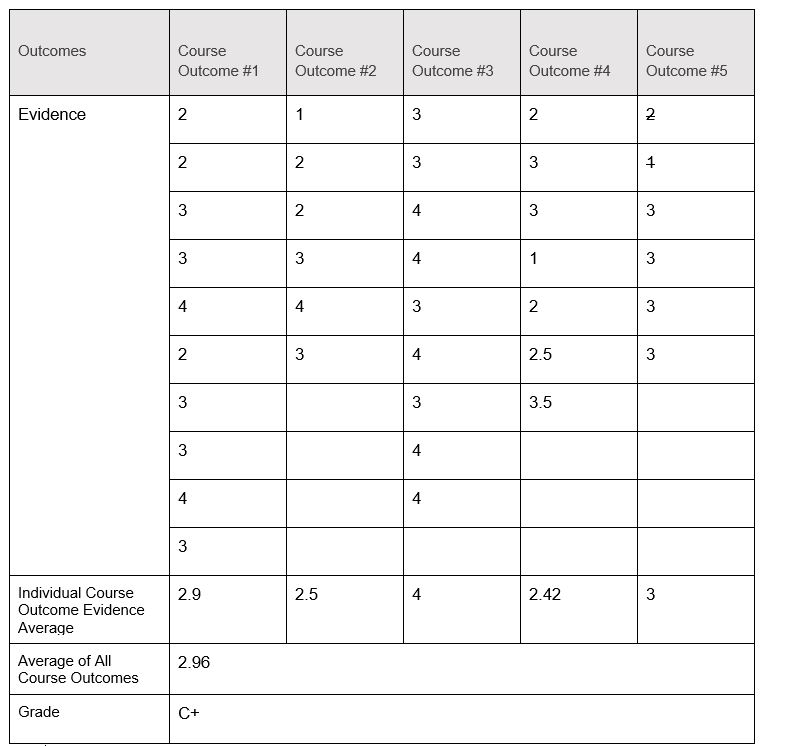 Outcomes Course Outcome #1 Course Outcome #2 Course Outcome #3 Course Outcome #4 Course Outcome #5
Evidence 2 1 3 2 2
2 2 3 3 1
3 2 4 3 3
3 3 4 1 3
4 4 3 2 3
2 3 4 2.5 3
3 3 3.5
3 4
4 4
3
Individual Course Outcome Evidence Average 2.9 2.5 4 2.42 3
Average of All Course Outcomes 2.96
Grade C+